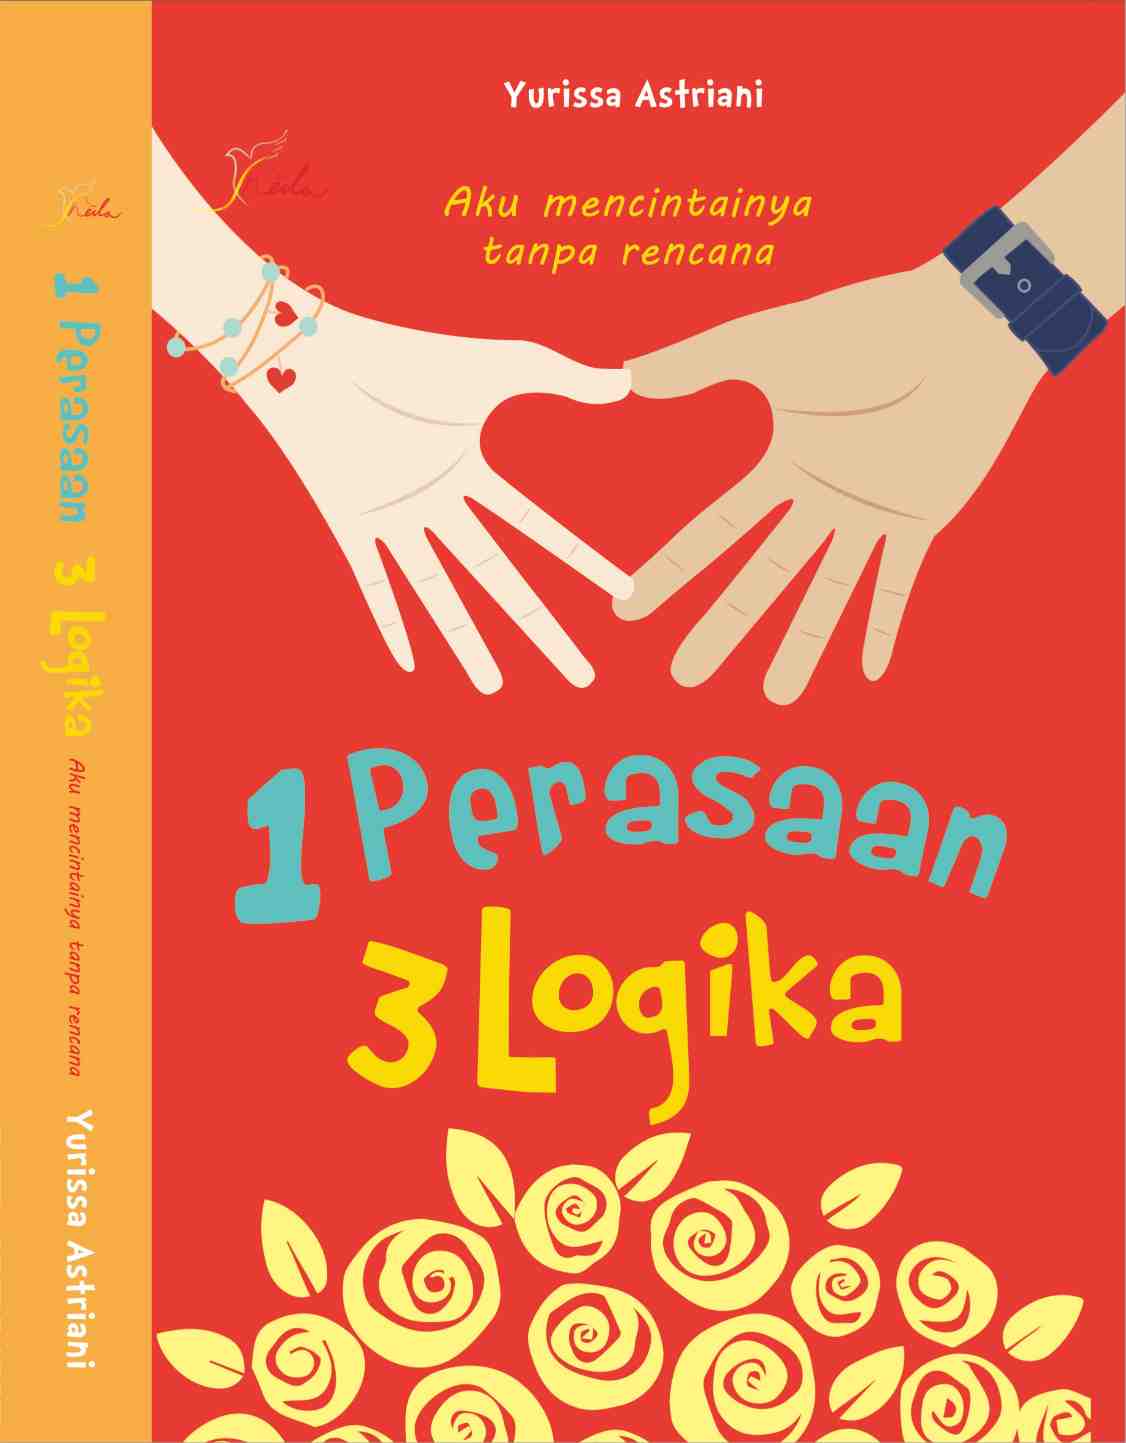 Yurissa Astriani
Aku mencintainya
tanpa rencana
1 Perasaan
3 Logika
1 Perasaan 3 Logika Aku mencintainya tanpa rencana Yurissa Astriani